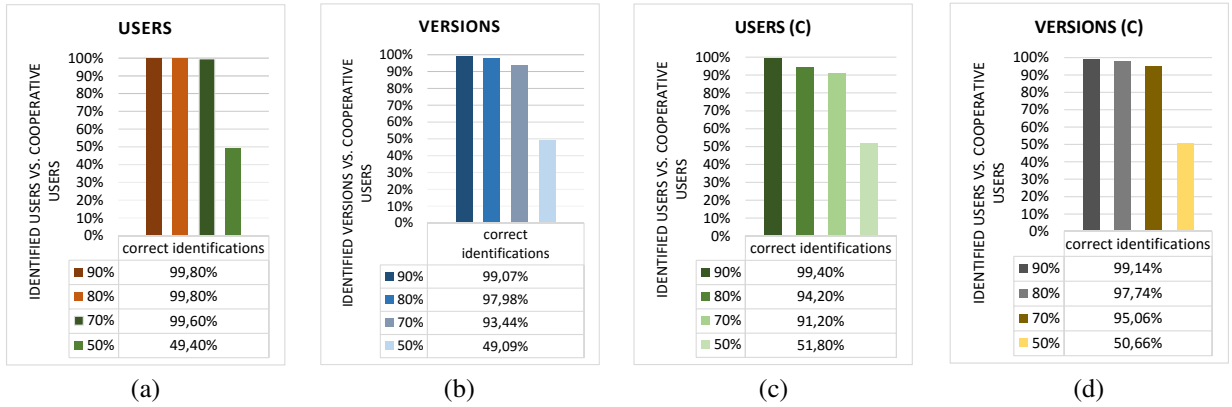 USERS
IDENTIFIED USERS VS. COOPERATIVE
USERS
100%
90%
80%
70%
60%
50%
40%
30%
20%
10%
0%
correct identifications
90% 99,80%
80% 99,80%
70% 99,60%
50% 49,40%
(a)
VERSIONS
IDENTIFIED VERSIONS VS. COOPERATIVE
USERS
100%
90%
80%
70%
60%
50%
40%
30%
20%
10%
0%
correct
identifications
90% 99,07%
80% 97,98%
70% 93,44%
50% 49,09%
(b)
USERS (C)
IDENTIFIED USERS VS. COOPERATIVE
USERS
100%
90%
80%
70%
60%
50%
40%
30%
20%
10%
0%
correct identifications
90% 99,40%
80% 94,20%
70% 91,20%
50% 51,80%
(c)
VERSIONS (C)
IDENTIFIED USERS VS. COOPERATIVE
USERS
100%
90%
80%
70%
60%
50%
40%
30%
20%
10%
0%
correct identifications
90% 99,14%
80% 97,74%
70% 95,06%
50% 50,66%
(d)